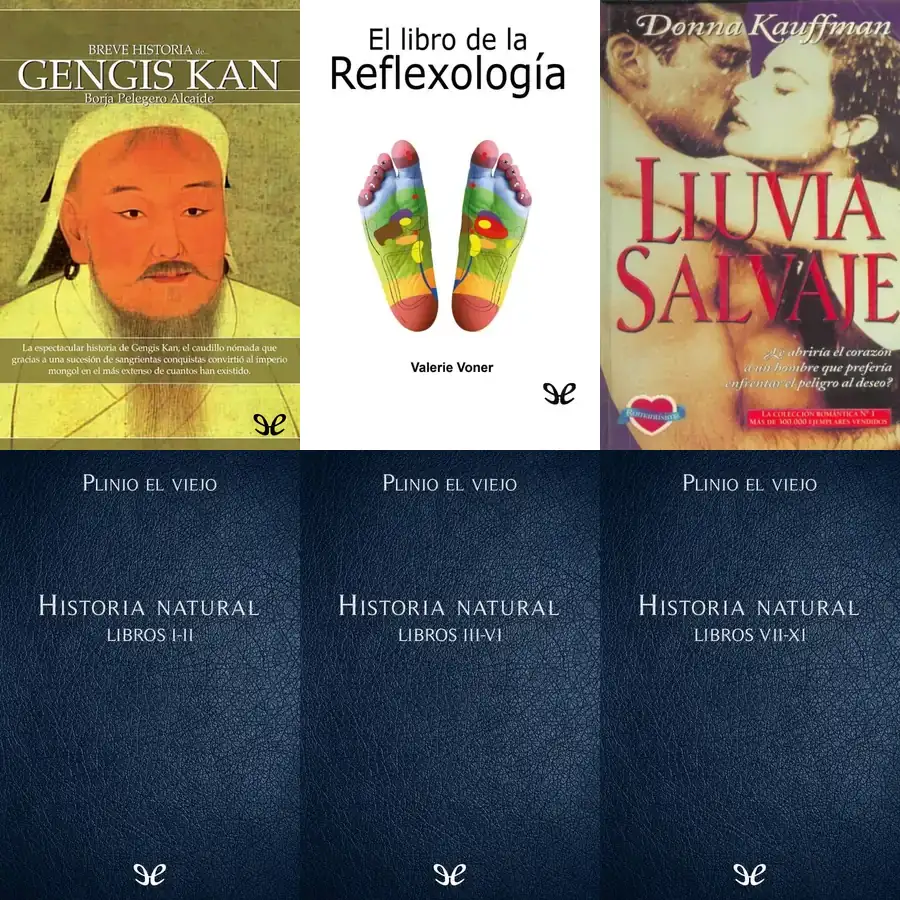 BREVE HISTORIA de...
GENGIS KAN
Borja Pelegero Alcaide
La espectacular historia de Gengis Kan, el caudillo nómada que
gracias a una sucesión de sangrientas conquistas convirtió al imperio
mongol en el más extenso de cuantos han existido.
El libro de la
Reflexología
Valerie Voner
Donna Kauffman
LLUVIA
SALVAJE
¿Le abriría el corazón
a un hombre que prefería
enfrentar el peligro al deseo?
Romantísima
LA COLECCIÓN ROMÁNTICA Nº 1
MÁS DE 300.000 EJEMPLARES VENDIDOS
PLINIO EL VIEJO
HISTORIA NATURAL
LIBROS I-II
PLINIO EL VIEJO
HISTORIA NATURAL
LIBROS III-VI
PLINIO EL VIEJO
HISTORIA NATURAL
LIBROS VII-XI